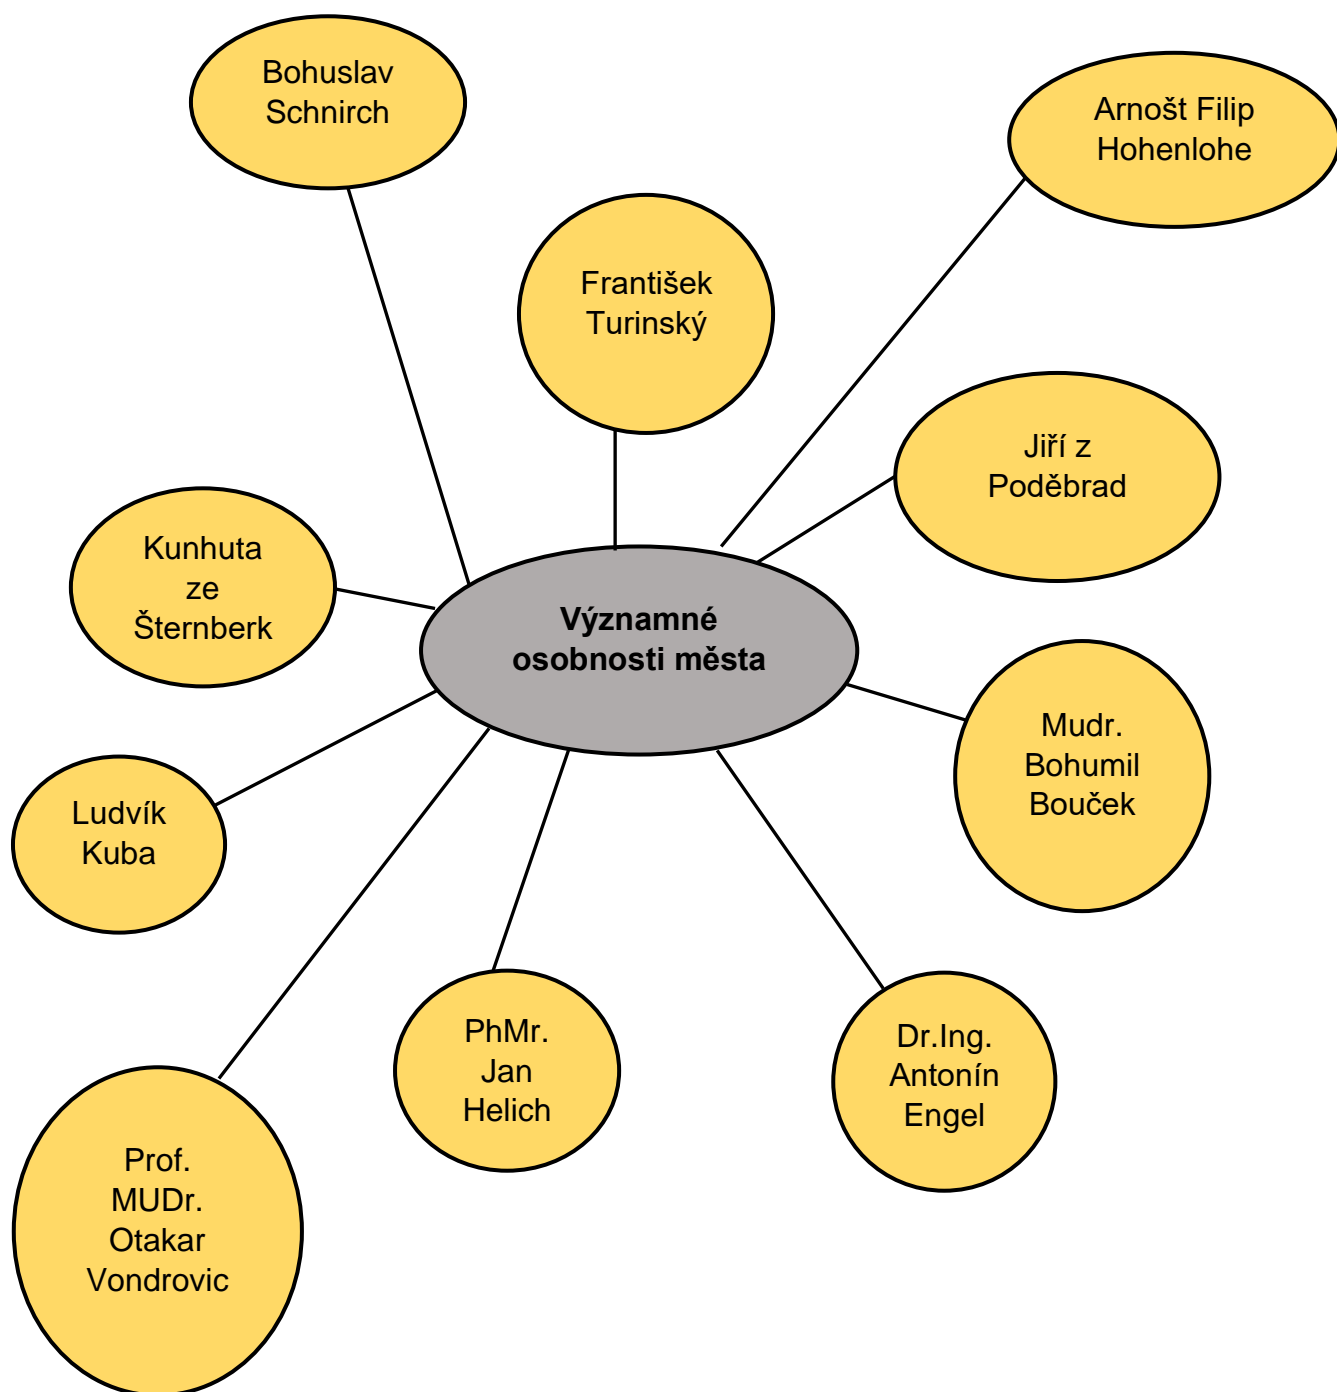 Bohuslav
Schnirch
Arnošt Filip
Hohenlohe
František
Turinský
Jiří z
Poděbrad
Kunhuta
ze
Šternberk
Významné
osobnosti města
Mudr.
Bohumil
Bouček
Ludvík
Kuba
PhMr.
Jan
Helich
Dr.Ing.
Antonín
Engel
Prof.
MUDr.
Otakar
Vondrovic